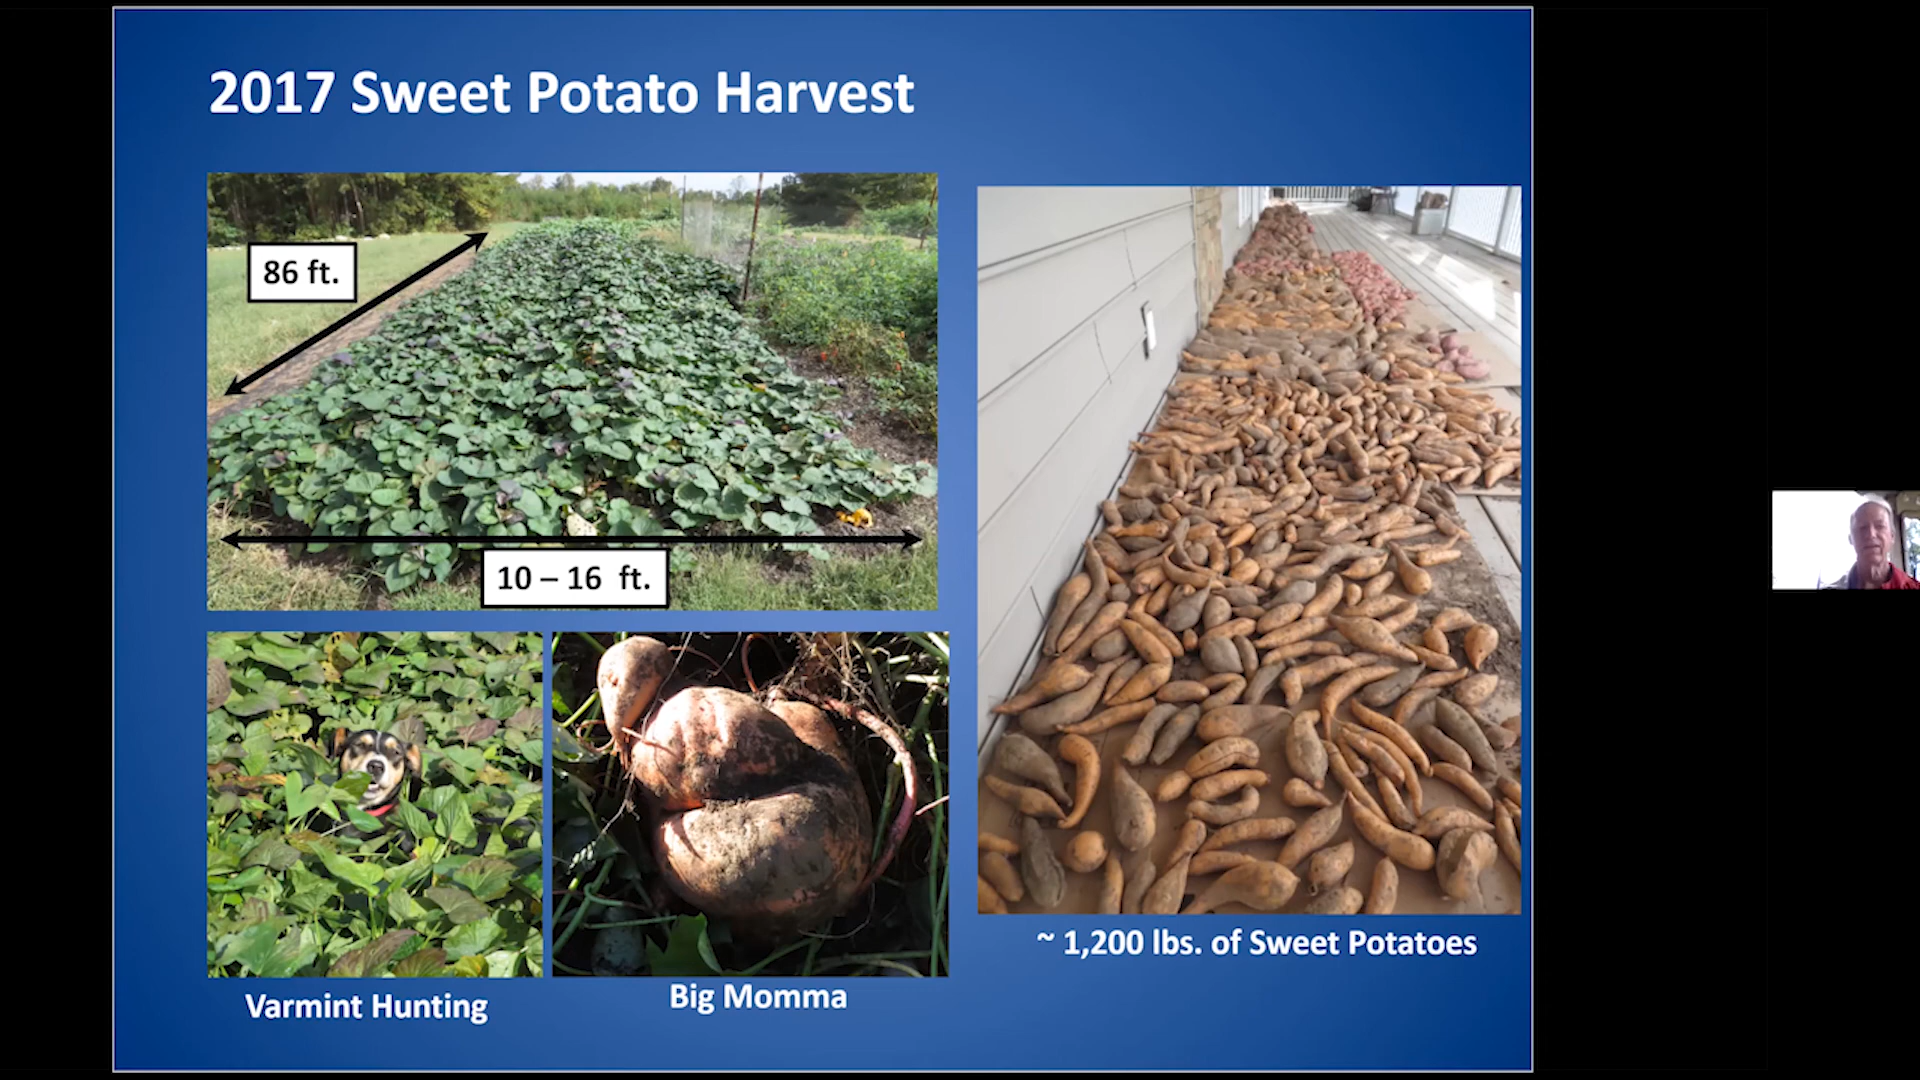 2017 Sweet Potato Harvest
86 ft.
10 – 16 ft.
~ 1,200 lbs. of Sweet Potatoes
Varmint Hunting
Big Momma